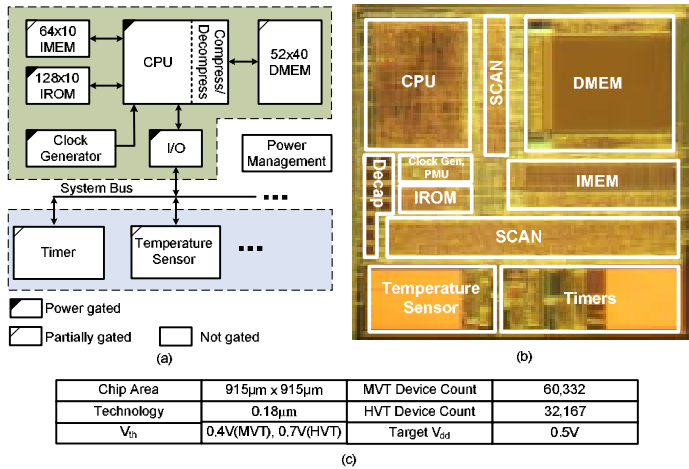 64x10
IMEM
128x10
IROM
CPU
Compress/
Decompress
52x40
DMEM
Clock
Generator
I/O
Power
Management
System Bus
Timer
Temperature
Sensor
Power gated
Partially gated
Not gated
(a)
CPU
SCAN
DMEM
Decap
Clock Gen,
PMU
IROM
IMEM
SCAN
Temperature
Sensor
Timers
(b)
Chip Area 915µm x 915µm MVT Device Count 60,332
Technology 0.18µm HVT Device Count 32,167
Vth 0.4V(MVT), 0.7V(HVT) Target Vdd 0.5V
(c)